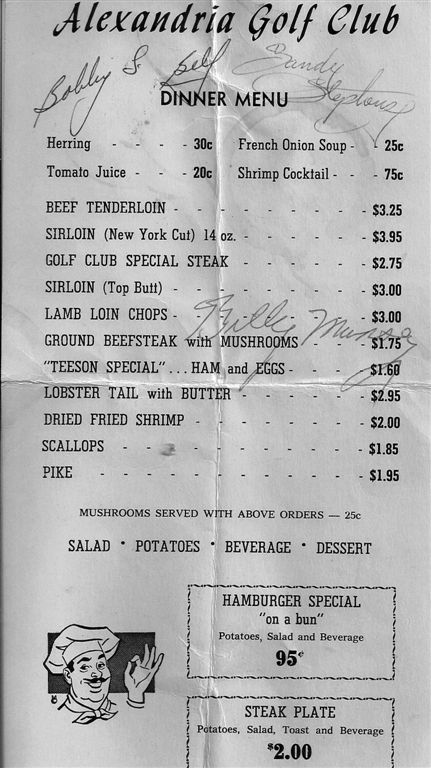 Alexandria Golf Club
Bobby L. Self Sandy Stephens
DINNER MENU
Herring - - - - 30c French Onion Soup - - 25c
Tomato Juice - - - 20c Shrimp Cocktail - - - 75c
BEEF TENDERLOIN - - - - - - - - - $3.25
SIRLOIN (New York Cut) 14 oz. - - - - - - - $3.95
GOLF CLUB SPECIAL STEAK - - - - - - - $2.75
SIRLOIN (Top Butt) - - - - - - - - - $3.00
LAMB LOIN CHOPS - - - - - - - - - $3.00
Billy
GROUND BEEFSTEAK with MUSHROOMS - - - - $1.75
"TEESON SPECIAL"... HAM and EGGS - - - - - $1.60
LOBSTER TAIL with BUTTER - - - - - - - $2.95
DRIED FRIED SHRIMP - - - - - - - - $2.00
SCALLOPS - - - - - - - - - - - $1.85
PIKE - - - - - - - - - - - - $1.95
MUSHROOMS SERVED WITH ABOVE ORDERS — 25c
SALAD • POTATOES • BEVERAGE • DESSERT
HAMBURGER SPECIAL
"on a bun"
Potatoes, Salad and Beverage
95¢
STEAK PLATE
Potatoes, Salad, Toast and Beverage
$2.00